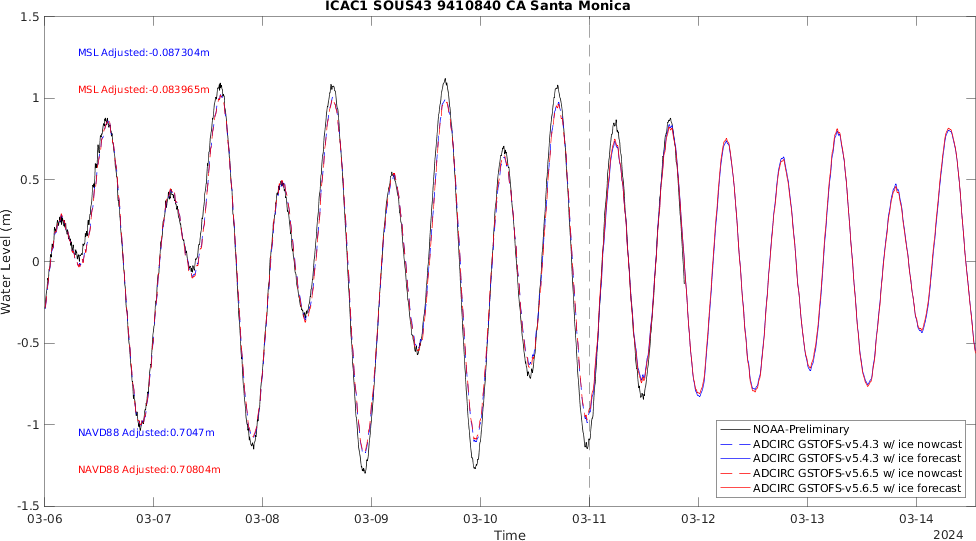 ICAC1 SOUS43 9410840 CA Santa Monica
1.5
MSL Adjusted:-0.087304m
MSL Adjusted:-0.083965m
1
0.5
0
-0.5
-1
-1.5
Water Level (m)
NAVD88 Adjusted:0.7047m
NAVD88 Adjusted:0.70804m
NOAA-Preliminary
ADCIRC GSTOFS-v5.4.3 w/ ice nowcast
ADCIRC GSTOFS-v5.4.3 w/ ice forecast
ADCIRC GSTOFS-v5.6.5 w/ ice nowcast
ADCIRC GSTOFS-v5.6.5 w/ ice forecast
03-06 03-07 03-08 03-09 03-10 03-11 03-12 03-13 03-14
Time
2024